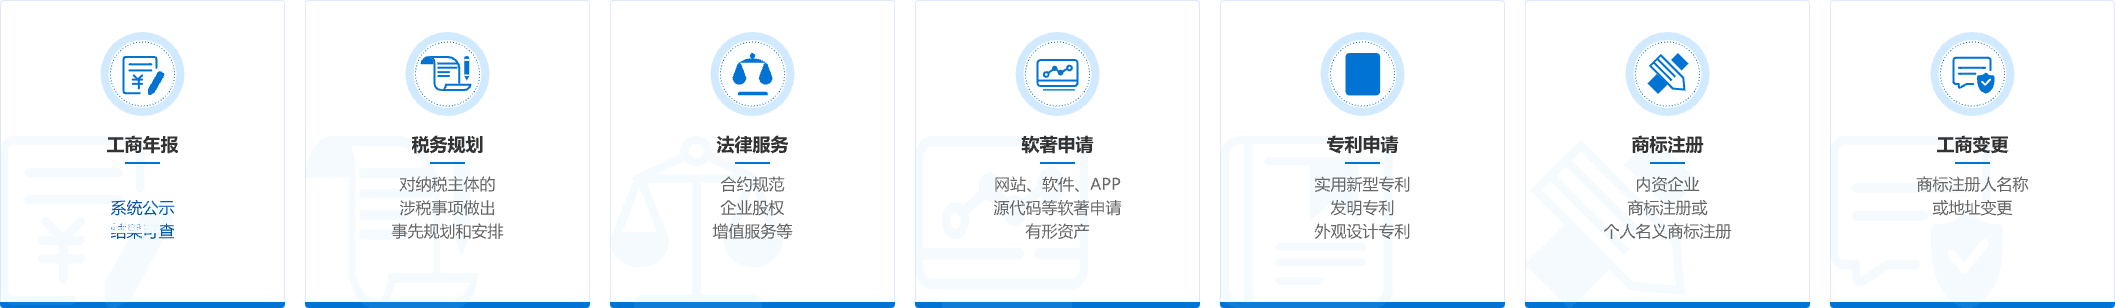 工商年报
系统公示
结果可查
税务规划
对纳税主体的
涉税事项做出
事先规划和安排
法律服务
合约规范
企业股权
增值服务等
软著申请
网站、软件、APP
源代码等软著申请
有形资产
专利申请
实用新型专利
发明专利
外观设计专利
商标注册
内资企业
商标注册或
个人名义商标注册
工商变更
商标注册人名称
或地址变更